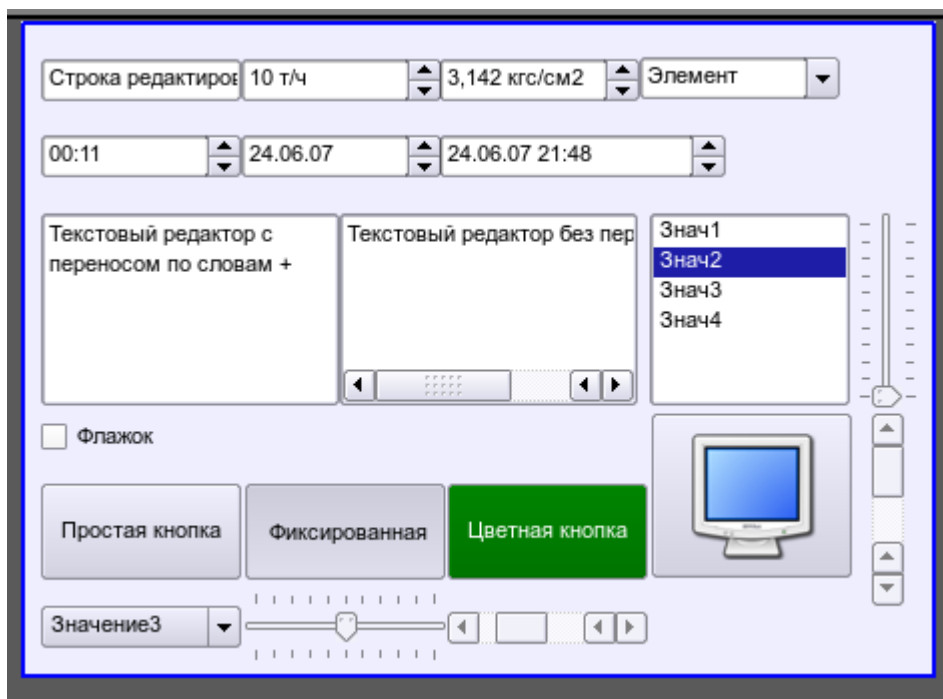 Строка редактиров 10 т/ч 3,142 кгс/см2 Элемент
00:11 24.06.07 24.06.07 21:48
Текстовый редактор с
переносом по словам +
Текстовый редактор без пер
Знач1
Знач2
Знач3
Знач4
Флажок
Простая кнопка Фиксированная Цветная кнопка
Значение3